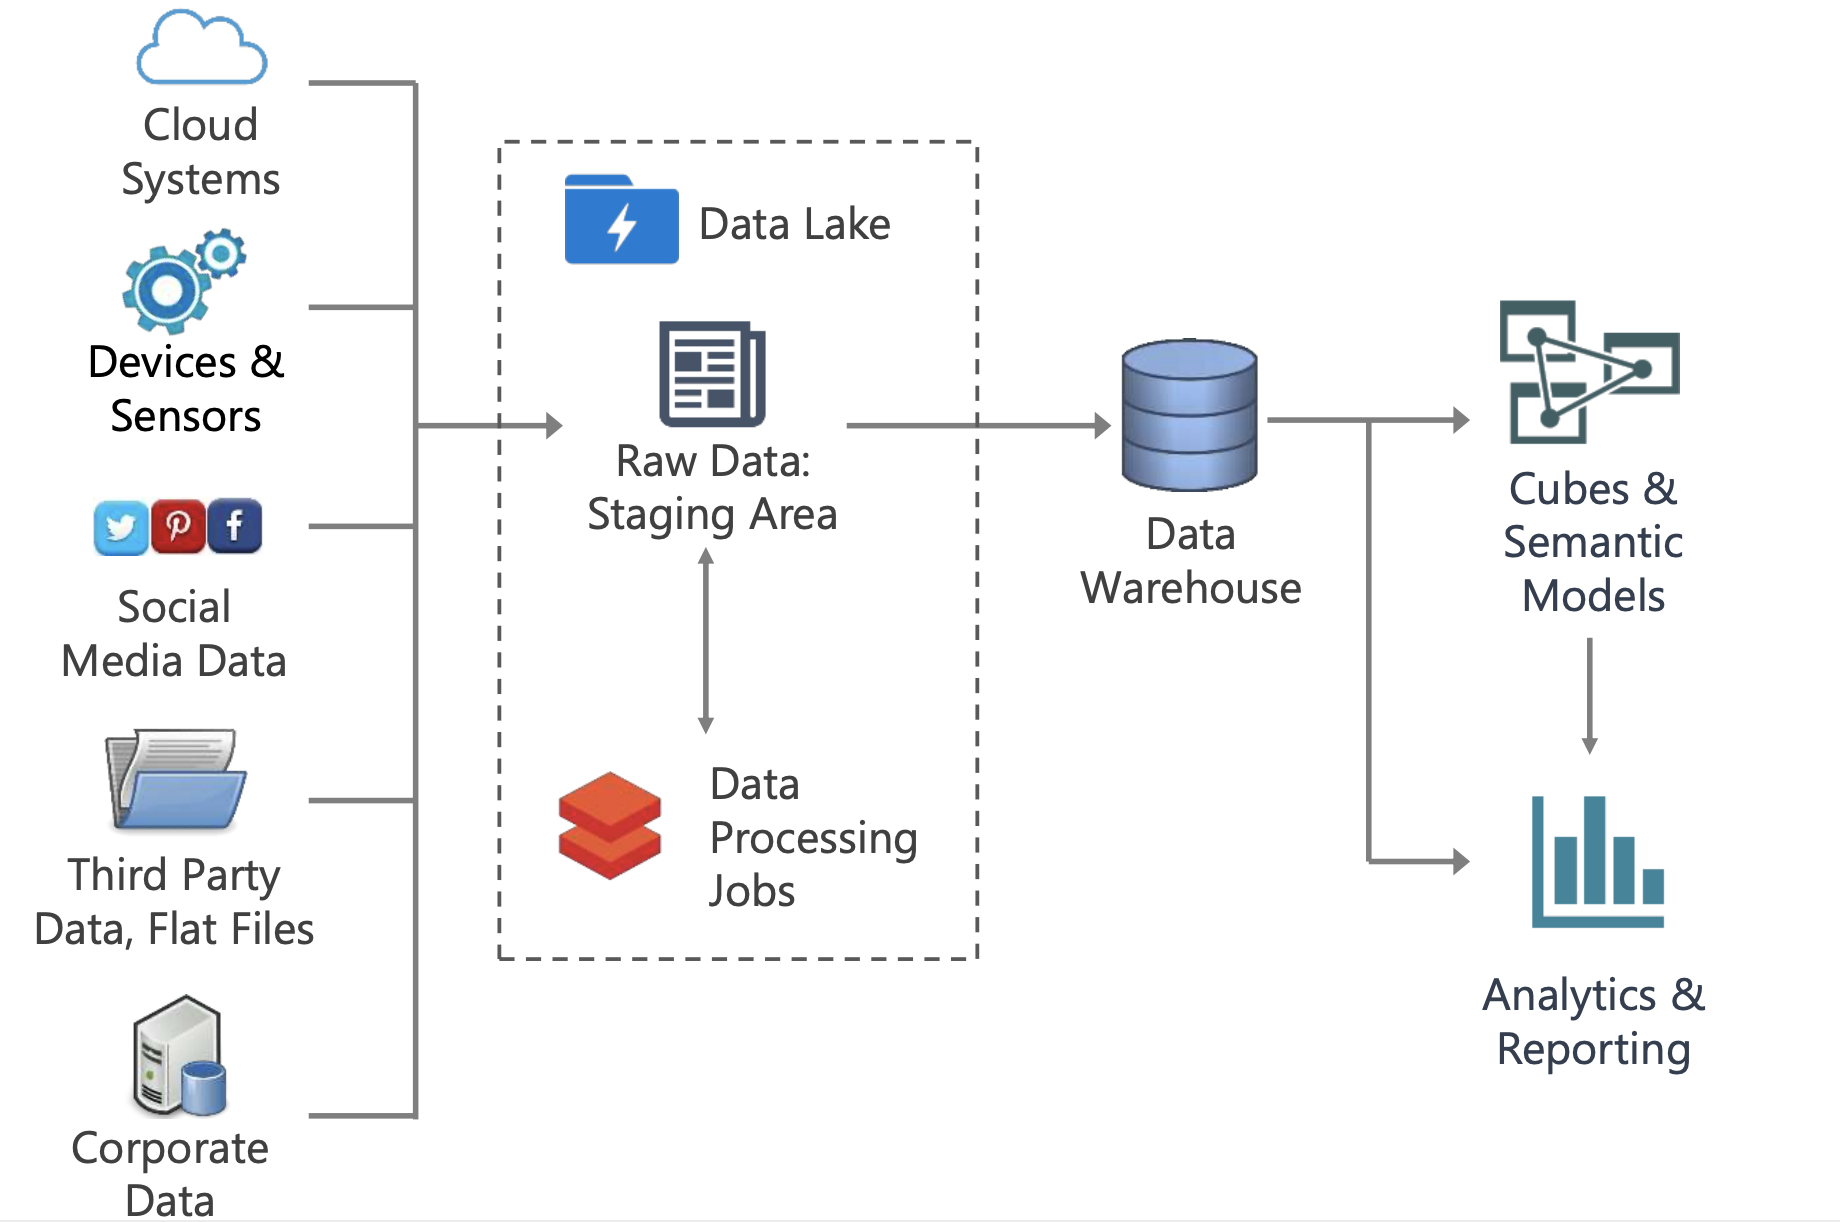 Cloud
Systems
Devices &
Sensors
Social
Media Data
Third Party
Data, Flat Files
Corporate
Data
Data Lake
Raw Data:
Staging Area
Data
Processing
Jobs
Data
Warehouse
Cubes &
Semantic
Models
Analytics &
Reporting